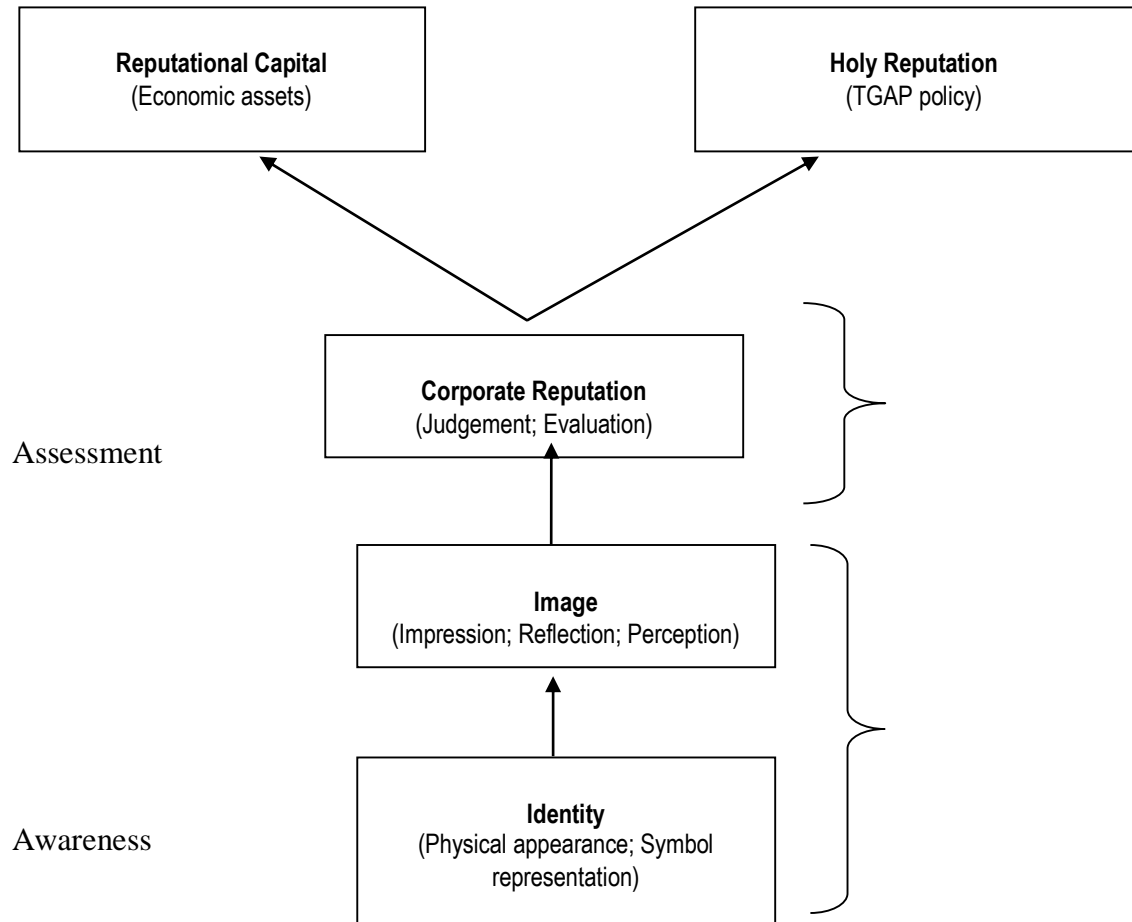 Reputational Capital
(Economic assets)
Holy Reputation
(TGAP policy)
Corporate Reputation
(Judgement; Evaluation)
Assessment
Image
(Impression; Reflection; Perception)
Identity
(Physical appearance; Symbol
representation)
Awareness